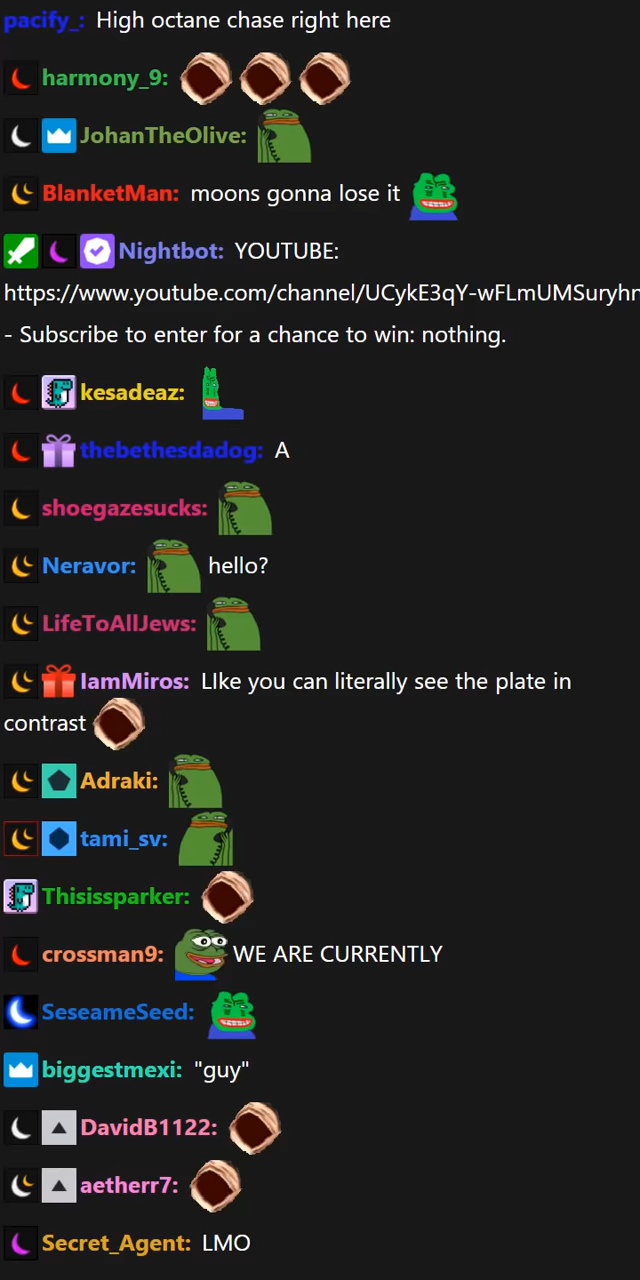 pacify_: High octane chase right here
harmony_9:
JohanTheOlive:
BlanketMan: moons gonna lose it
Nightbot: YOUTUBE:
https://www.youtube.com/channel/UCykE3qY-wFLmUMSuryhn
- Subscribe to enter for a chance to win: nothing.
kesadeaz:
thebethesdadog: A
shoegazesucks:
Neravor: hello?
LifeToAllJews:
IamMiros: LIke you can literally see the plate in
contrast
Adraki:
tami_sv:
Thisissparker:
crossman9: WE ARE CURRENTLY
SeseameSeed:
biggestmexi: "guy"
DavidB1122:
aetherr7:
Secret_Agent: LMO